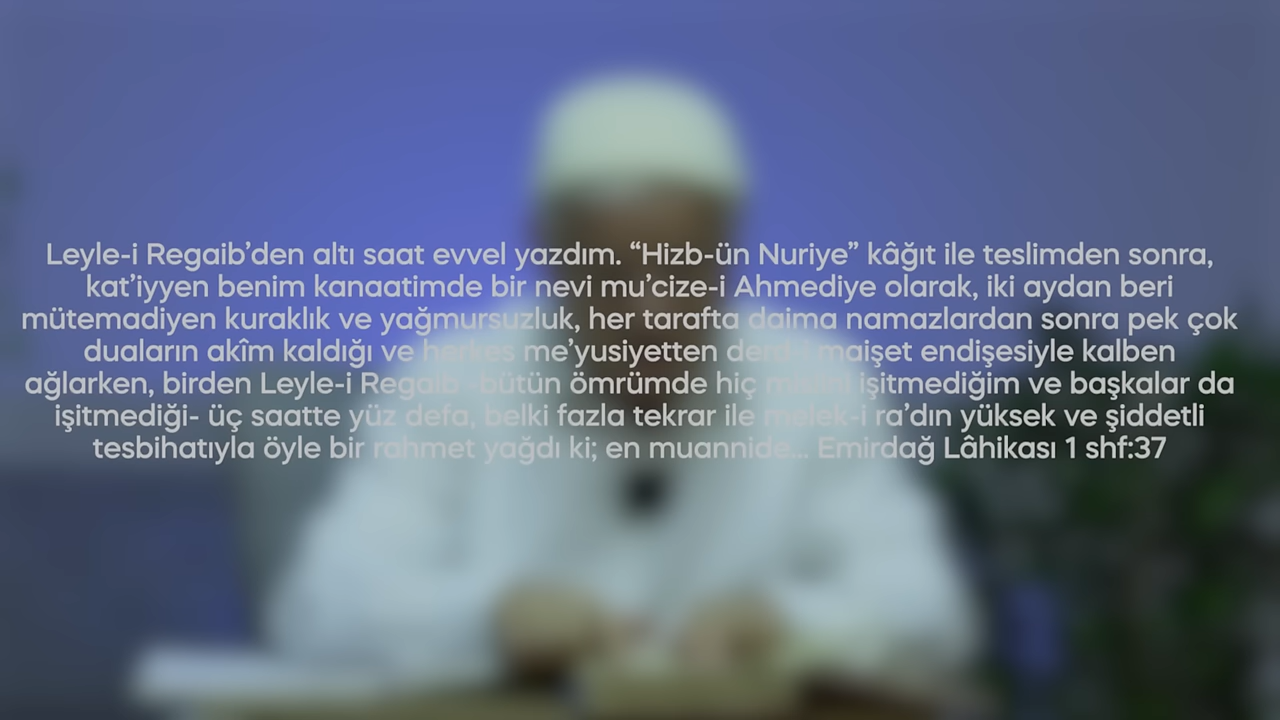 Leyle-i Regaib’den altı saat evvel yazdım. “Hizb-ün Nuriye” kâğıt ile teslimden sonra,
kat’iyyen benim kanaatimde bir nevi mu’cize-i Ahmediye olarak, iki aydan beri
mütemadiyen kuraklık ve yağmursuzluk, her tarafta daima namazlardan sonra pek çok
duaların akîm kaldığı ve herkes me’yusiyetten maişet endişesiyle kalben
ağlarken, birden Leyle-i Regaib -bütün ömrümde hiç işitmediğim ve başkalar da
işitmediği- üç saatte yüz defa, belki fazla tekrar ile melek-i ra’dın yüksek ve şiddetli
tesbihatıyla öyle bir rahmet yağdı ki; en muannide... Emirdağ Lâhikası 1 shf:37